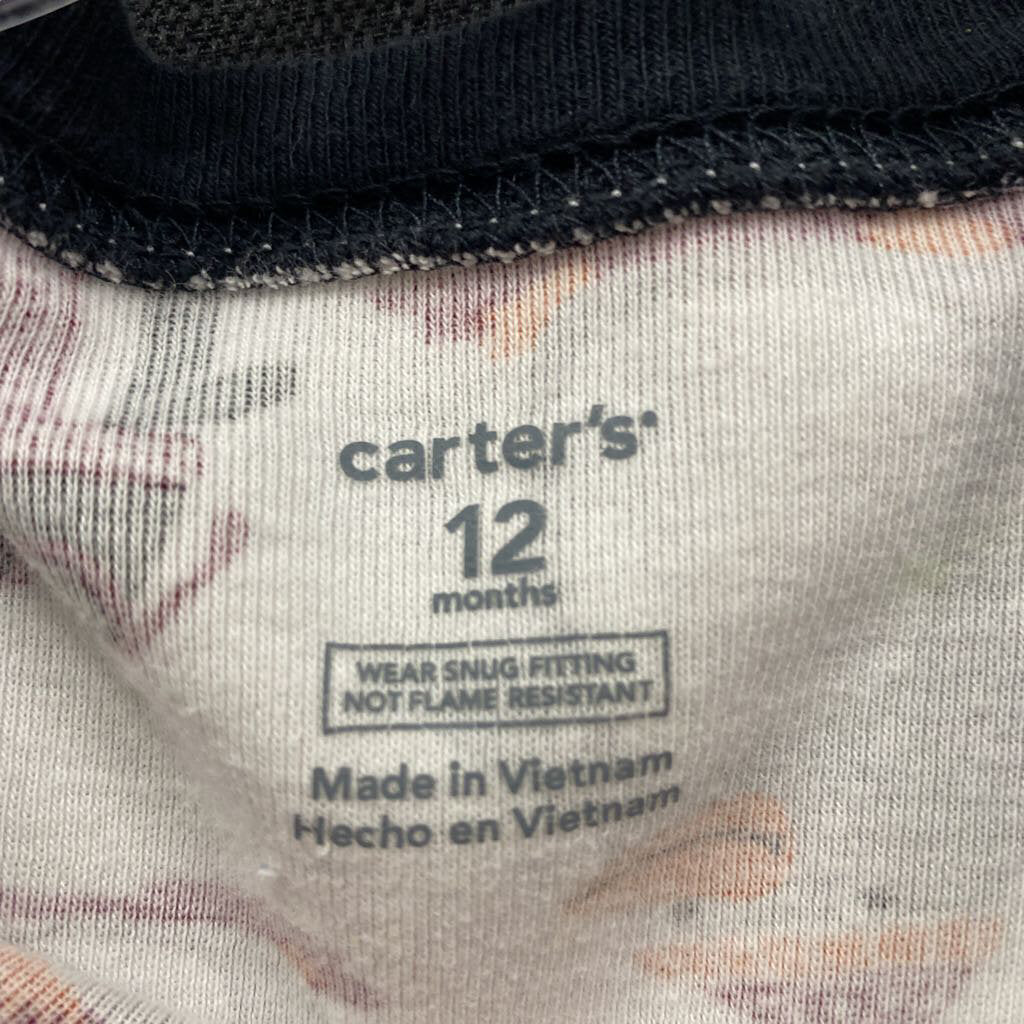 carter's
12
months
WEAR SNUG FITTING
NOT FLAME RESISTANT
Made in Vietnam
Hecho en Vietnam